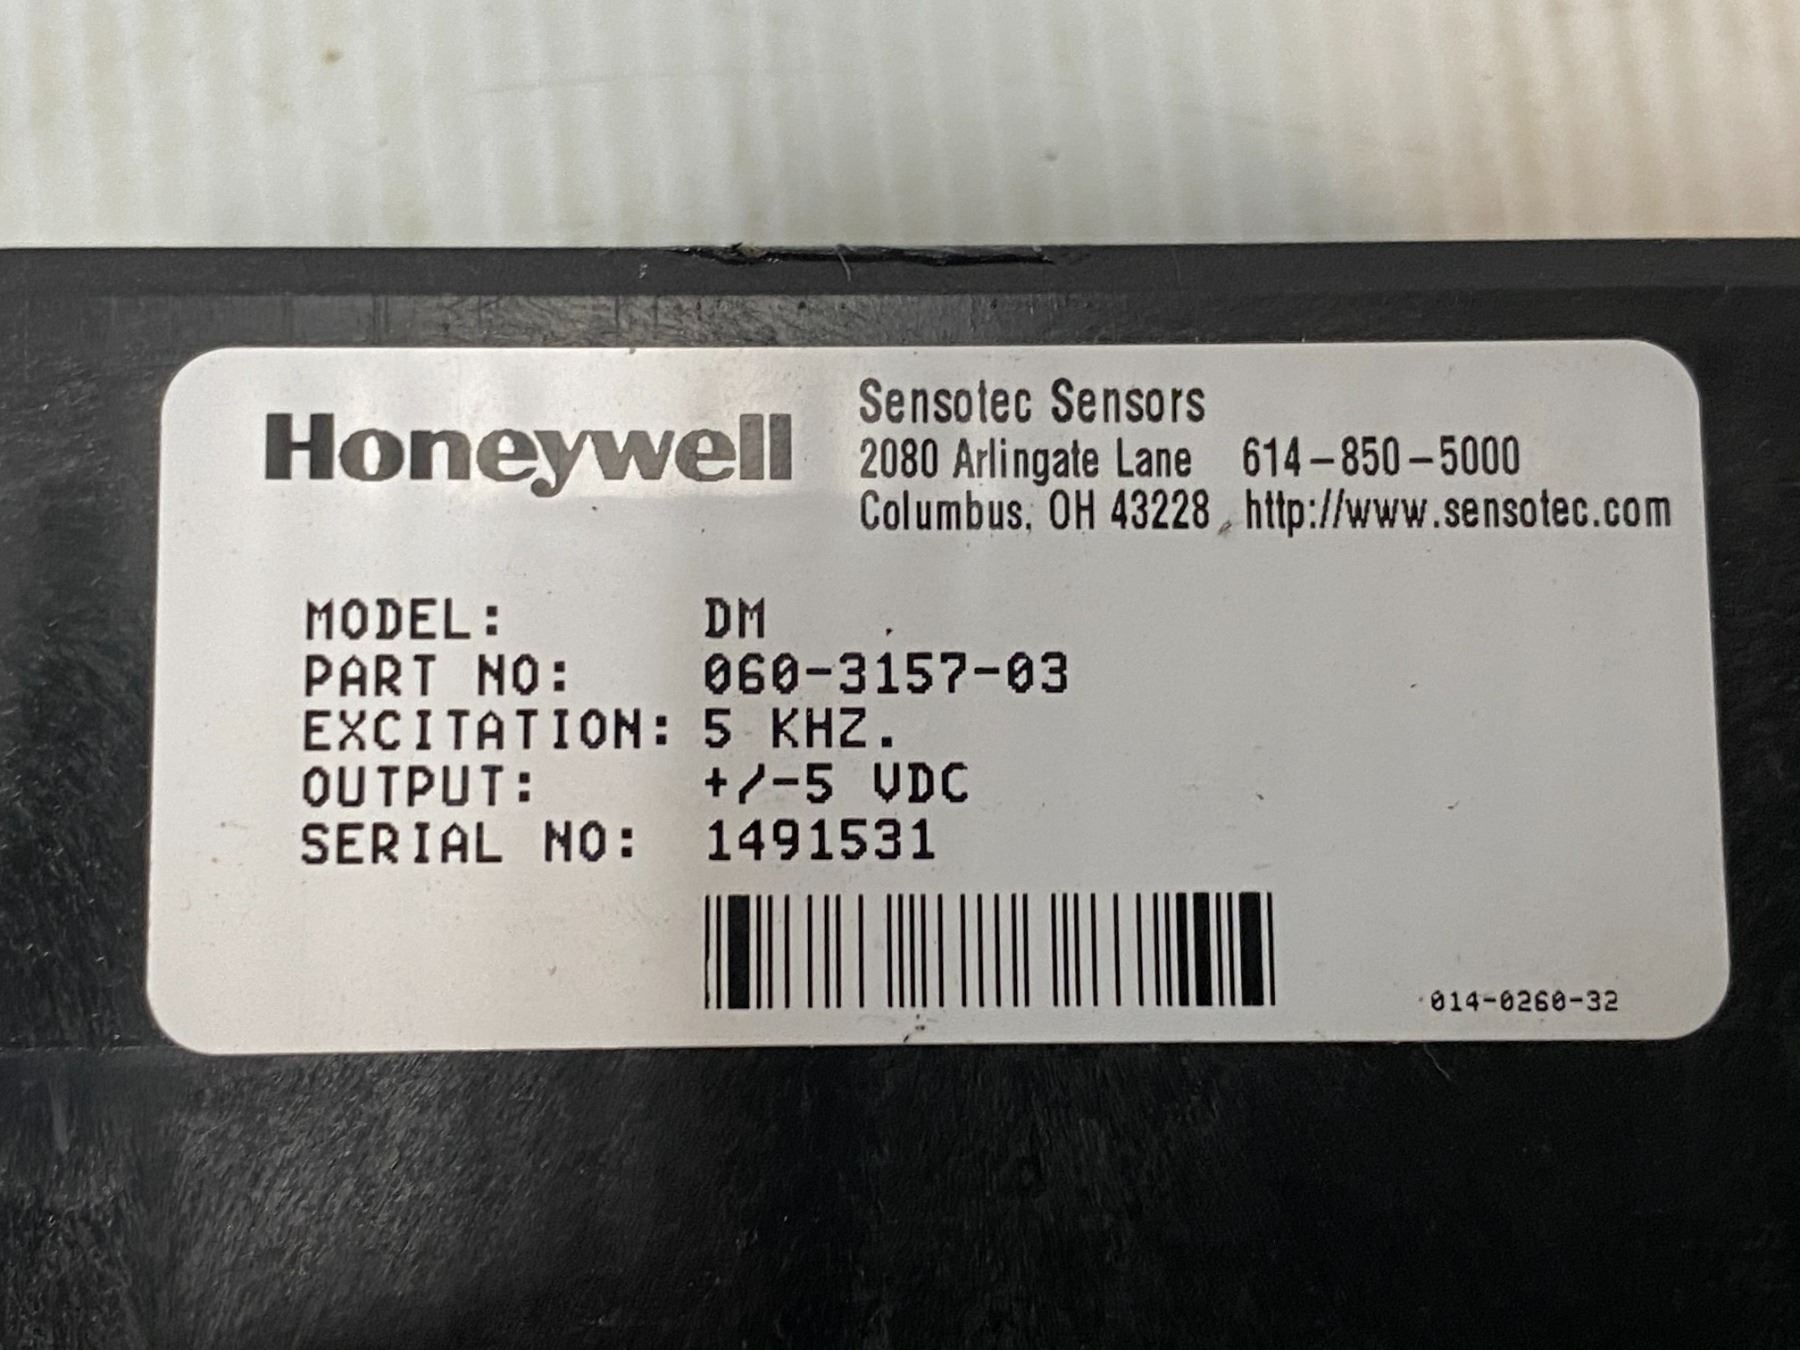 Honeywell
Sensotec Sensors
2080 Arlingate Lane 614-850-5000
Columbus, OH 43228 http://www.sensotec.com
MODEL: DM
PART NO: 060-3157-03
EXCITATION: 5 KHZ.
OUTPUT: +/-5 VDC
SERIAL NO: 1491531
014-0260-32